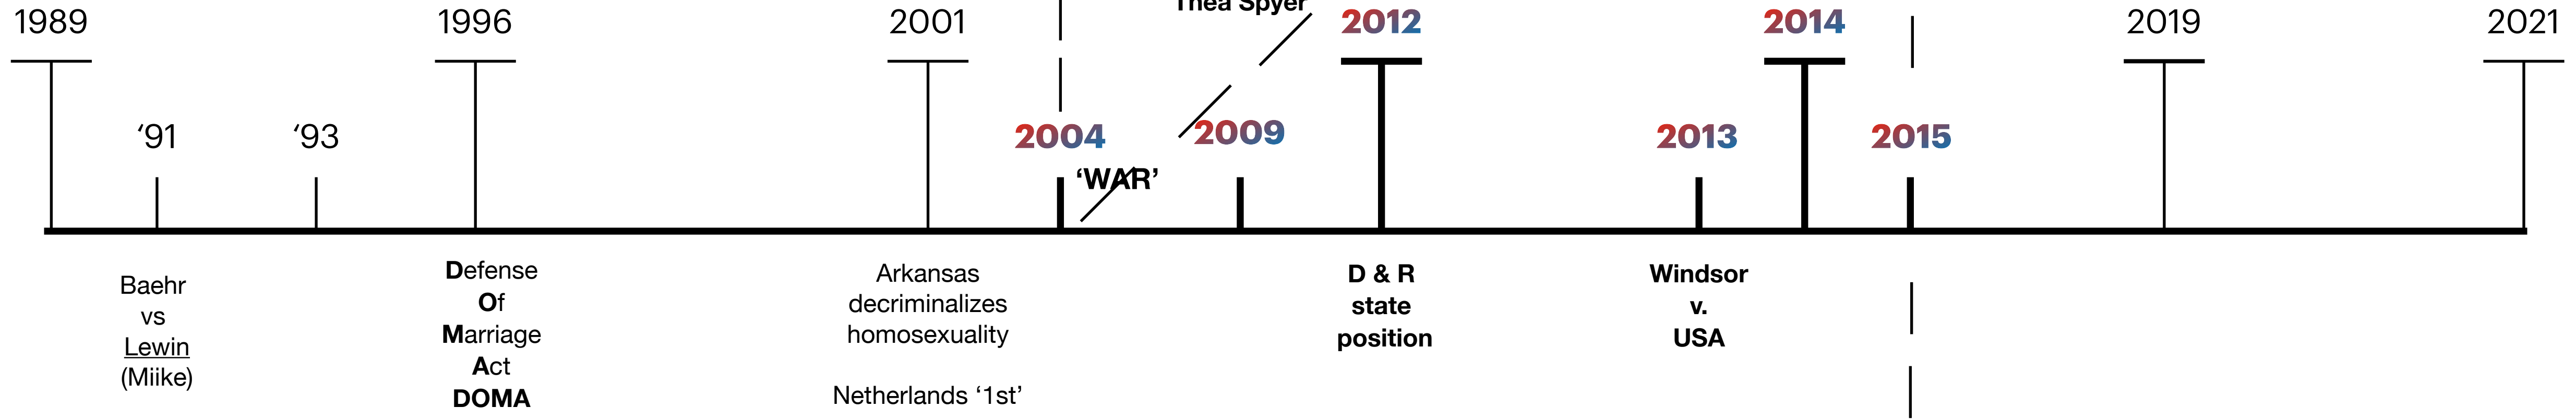 Thea Spyer
1989
1996
2001
2012
2014
2019
2021
‘91
‘93
2004
2009
2013
2015
‘WAR’
Baehr
vs
Lewin
(Miike)
Defense
Of
Marriage
Act
DOMA
Arkansas
decriminalizes
homosexuality
Netherlands ‘1st’
D & R
state
position
Windsor
v.
USA